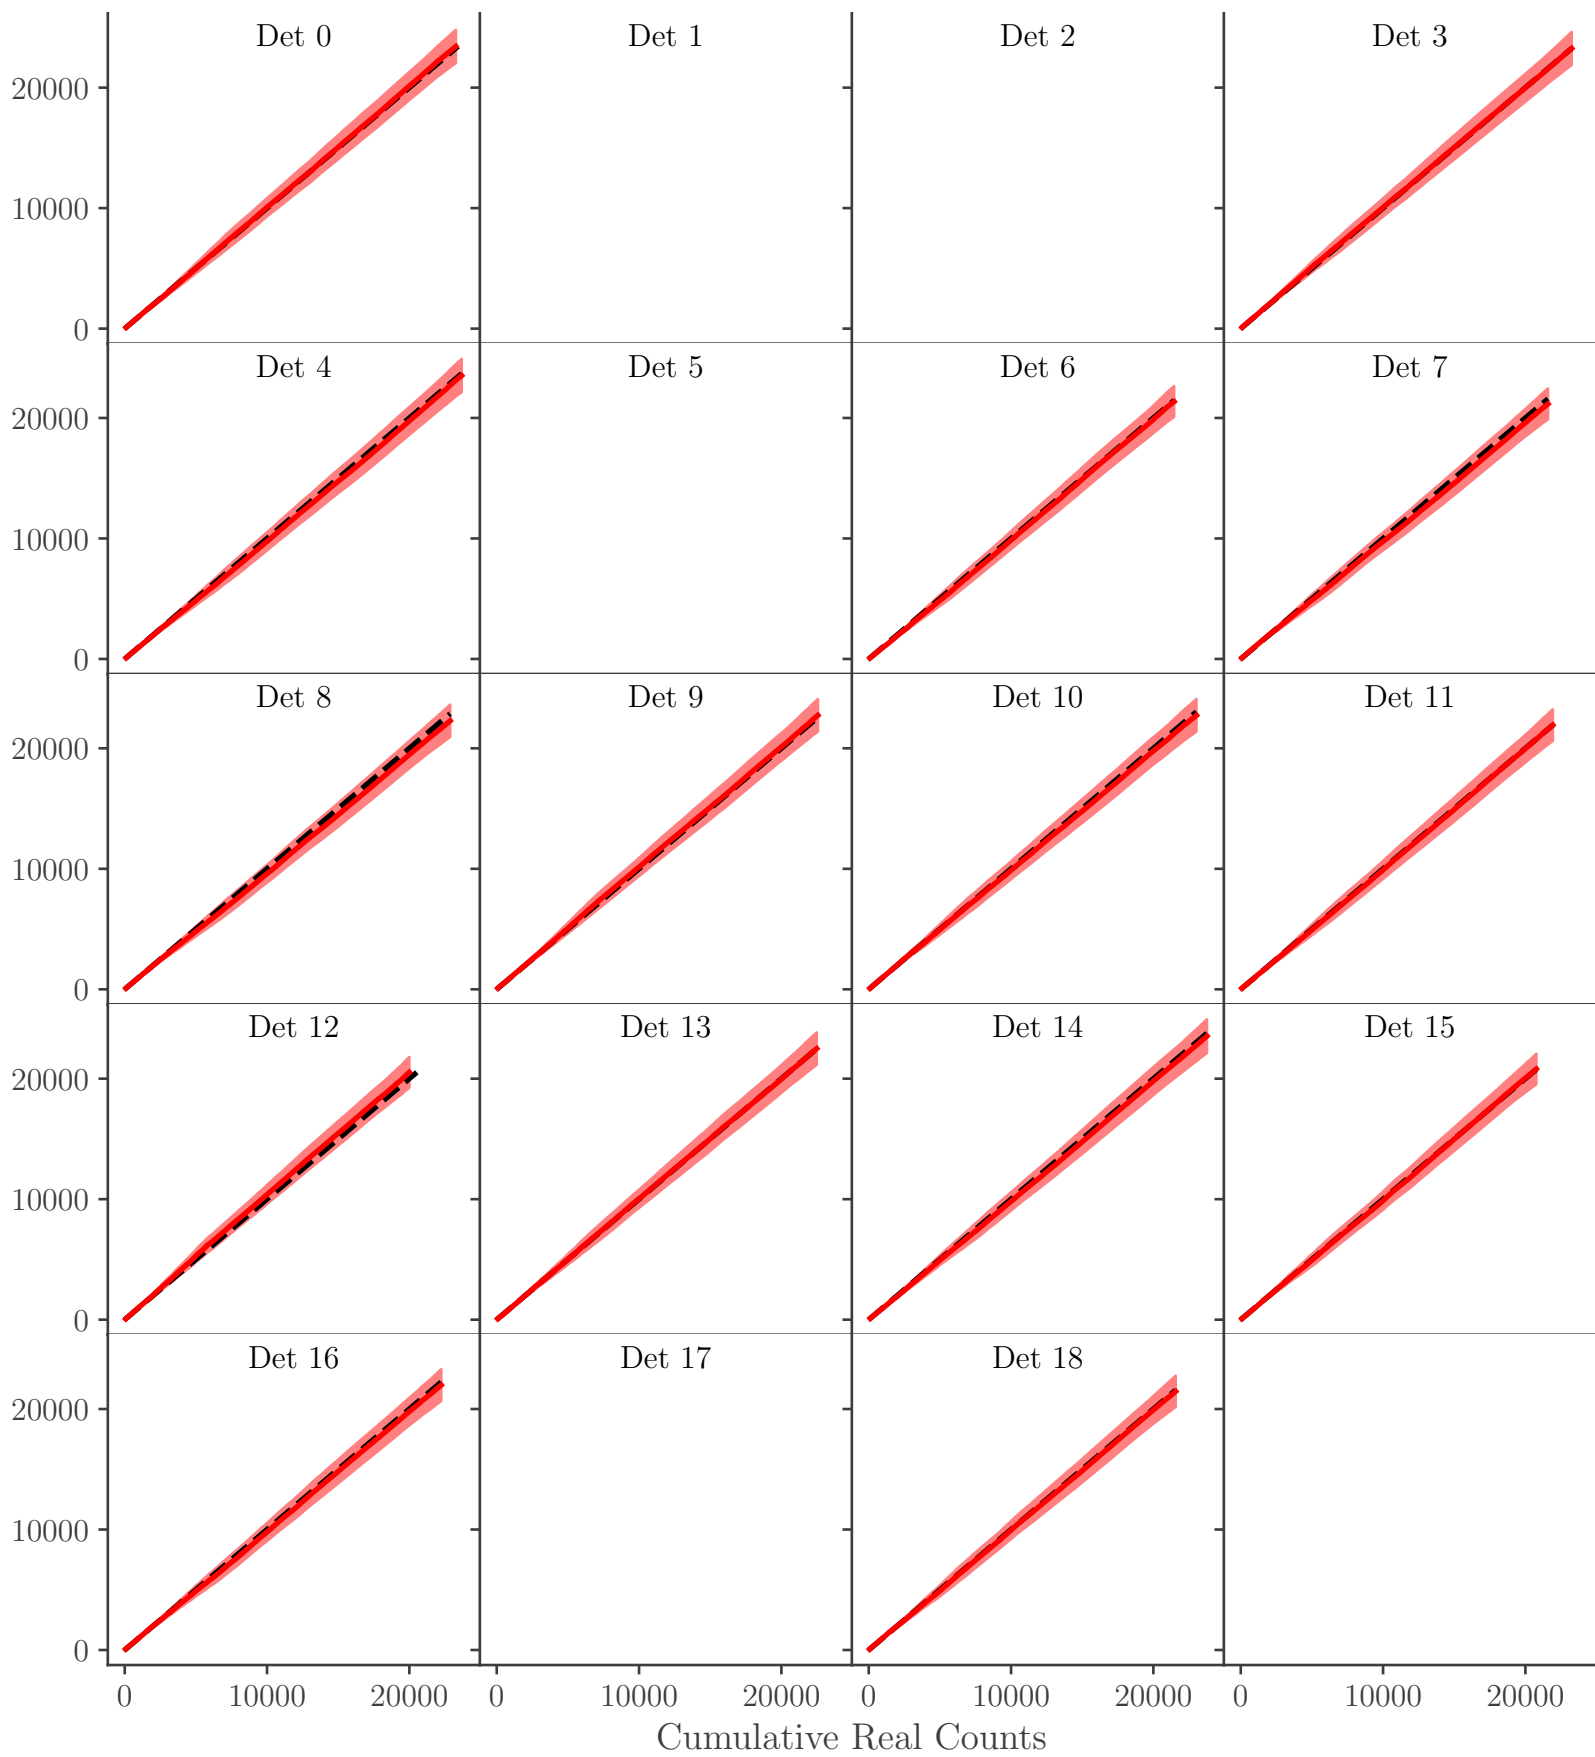 Det 0 Det 1 Det 2 Det 3
20000
10000
0
Det 4 Det 5 Det 6 Det 7
20000
10000
0
Det 8 Det 9 Det 10 Det 11
20000
10000
0
Det 12 Det 13 Det 14 Det 15
20000
10000
0
Det 16 Det 17 Det 18
20000
10000
0
0 10000 20000 0 10000 20000 0 10000 20000 0 10000 20000
Cumulative Real Counts